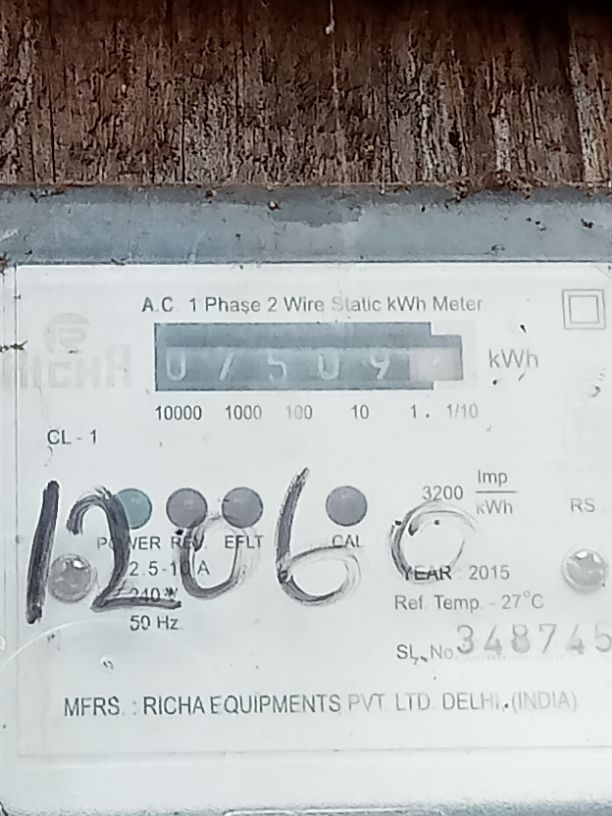 A.C. 1 Phase 2 Wire Static kWh Meter
RICHA
07509
kWh
10000 1000 100 10 1. 1/10
CL - 1
3200 Imp/kWh
RS
POWER REV. EFLT CAL
12060
2.5-10 A
YEAR : 2015
240 V
Ref. Temp. - 27°C
50 Hz.
SL. No. 348745
MFRS. : RICHA EQUIPMENTS PVT. LTD. DELHI, (INDIA)